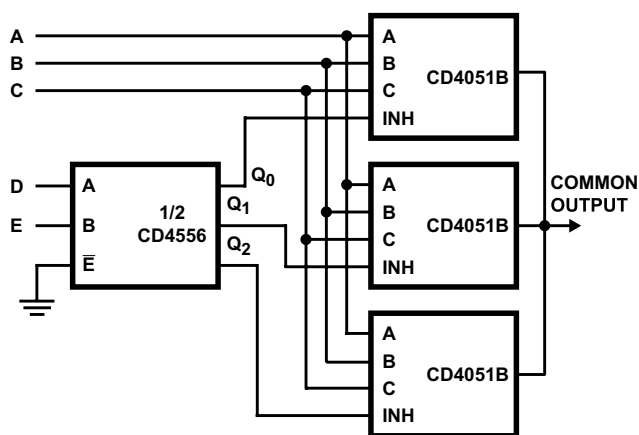 A
B
C
A
B
C
INH
CD4051B
D
E
A
B
E̅
1/2
CD4556
Q0
Q1
Q2
A
B
C
INH
CD4051B
COMMON
OUTPUT
A
B
C
INH
CD4051B